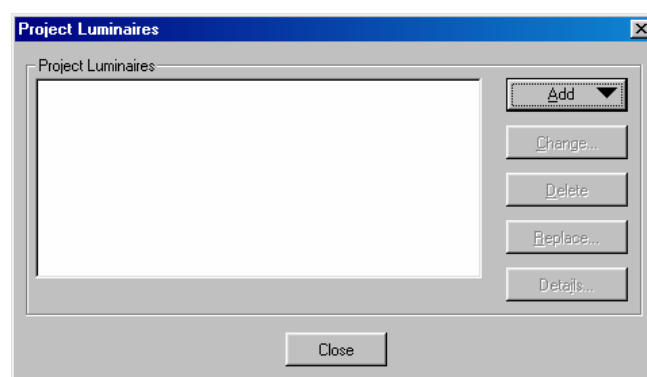 Project Luminaires
Project Luminaires
Add
Change...
Delete
Replace...
Details...
Close